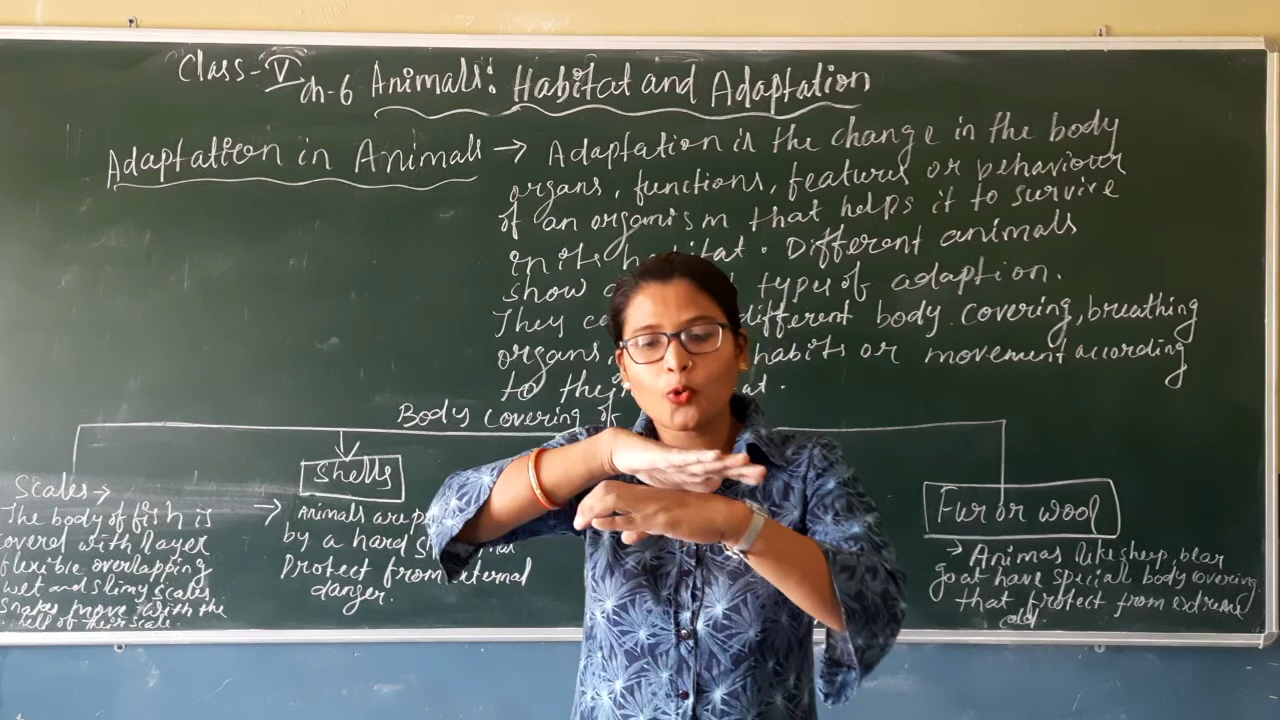 Class-V ch-6 Animals: Habitat and Adaptation
Adaptation in Animals → Adaptation is the change in the body
organs, functions, features or behaviour
of an organism that helps it to survive
in its habitat. Different animals
show type of adaption.
They different body covering, breathing
organs, habits or movement according
to their
Body covering of
Scales →
The body of fish is
covered with layer
flexible overlapping
wet and slimy scales
snakes move with the
help of their scale.
Shells
→ Animals are
by a hard
Protect from external
danger.
Fur or wool
→ Animas like sheep, bear
goat have special body covering
that protect from extreme
cold.